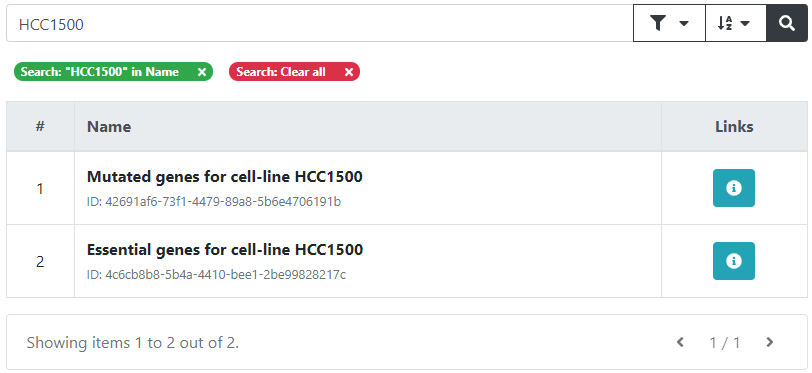 HCC1500
Search: "HCC1500" in Name ×
Search: Clear all ×
# Name Links
1 Mutated genes for cell-line HCC1500
ID: 42691af6-73f1-4479-89a8-5b6e4706191b
2 Essential genes for cell-line HCC1500
ID: 4c6cb8b8-5b4a-4410-bee1-2be99828217c
Showing items 1 to 2 out of 2. 1 / 1